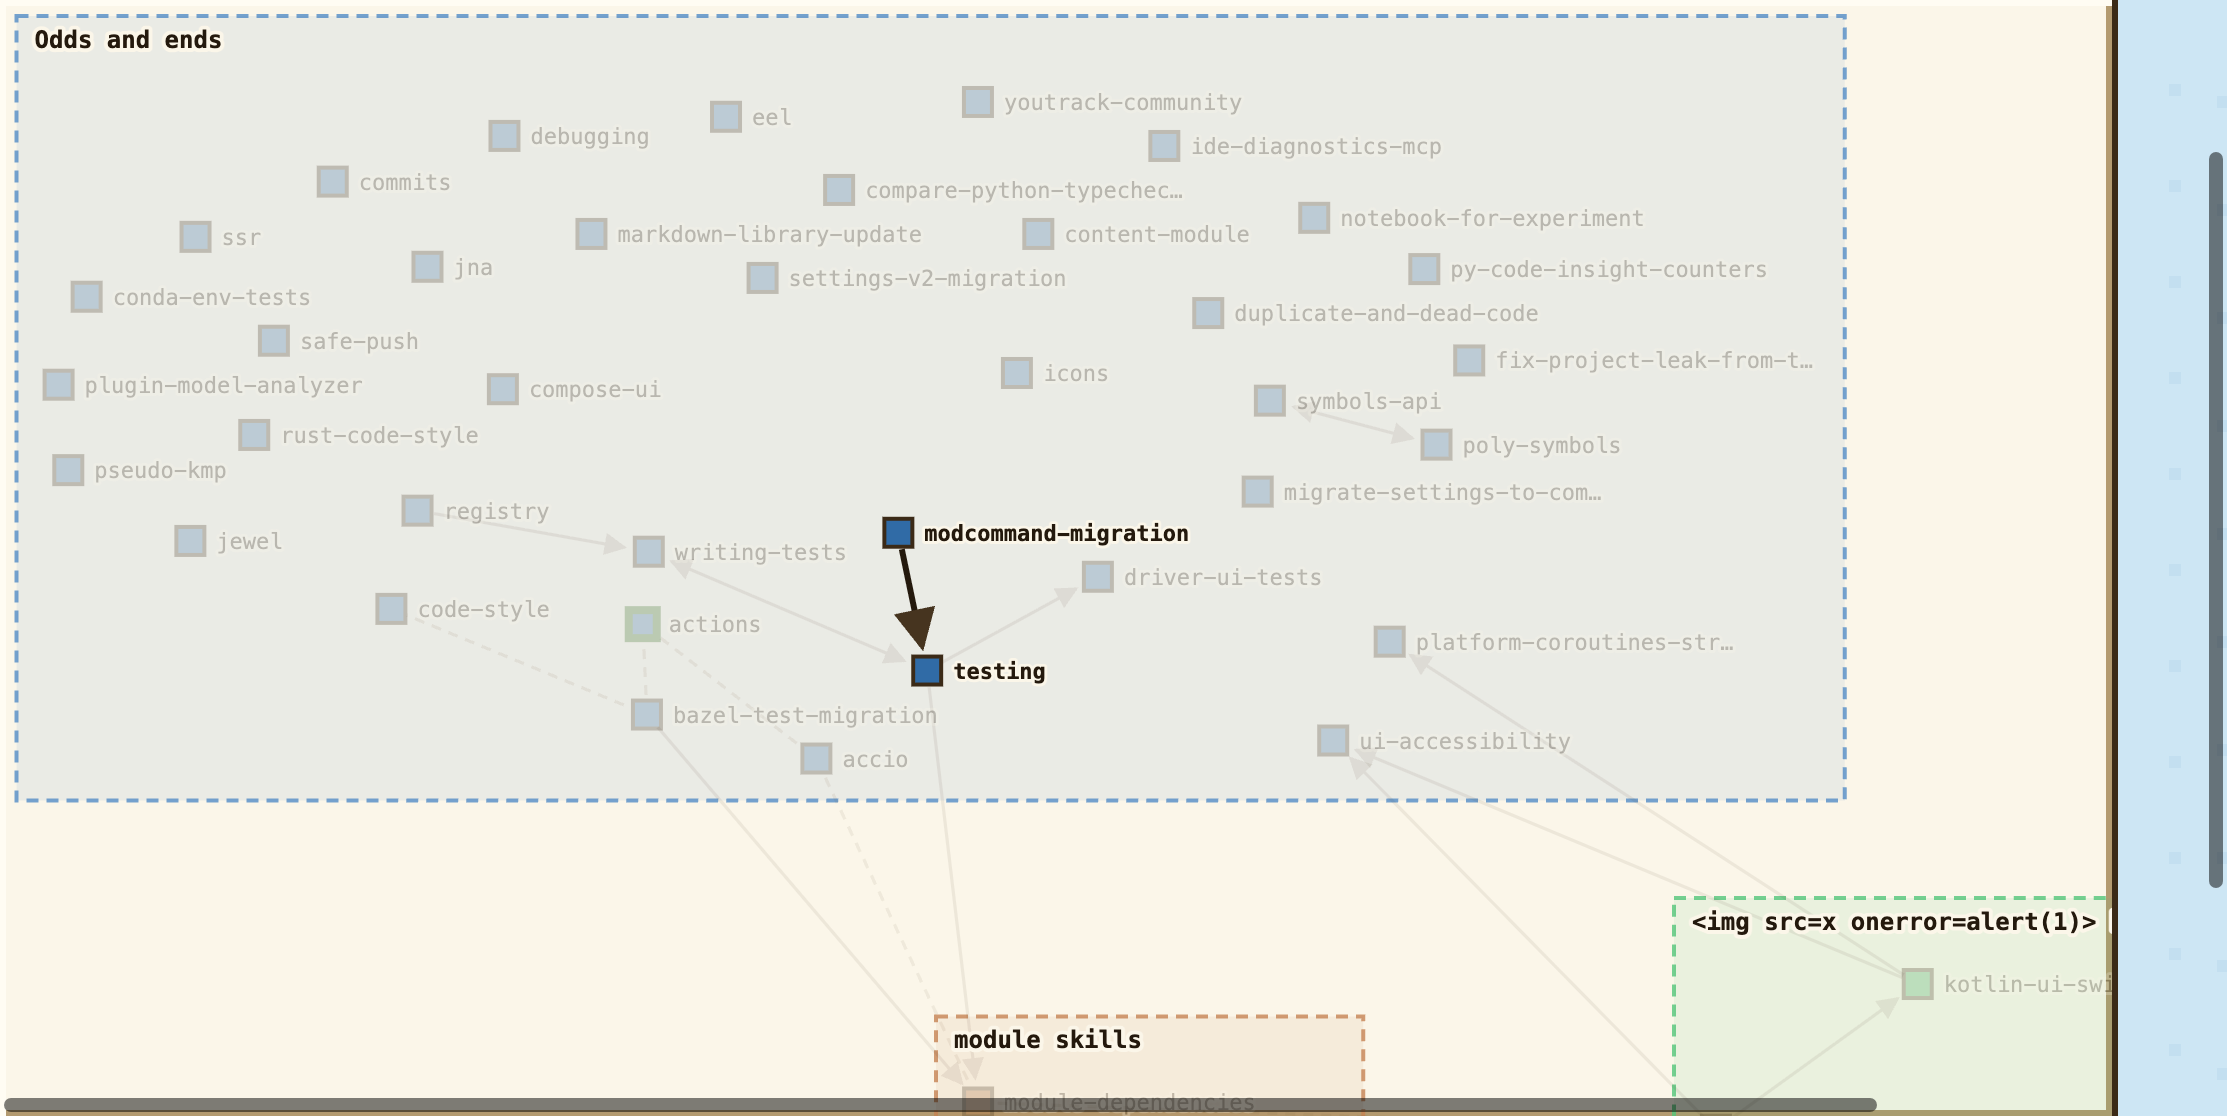 Odds and ends
youtrack-community
eel
debugging
ide-diagnostics-mcp
commits
compare-python-typechec…
notebook-for-experiment
ssr
markdown-library-update
content-module
jna
py-code-insight-counters
settings-v2-migration
conda-env-tests
duplicate-and-dead-code
safe-push
fix-project-leak-from-t…
icons
plugin-model-analyzer
compose-ui
symbols-api
rust-code-style
poly-symbols
pseudo-kmp
migrate-settings-to-com…
registry
modcommand-migration
jewel
writing-tests
driver-ui-tests
code-style
actions
platform-coroutines-str…
testing
bazel-test-migration
ui-accessibility
accio
<img src=x onerror=alert(1)>
kotlin-ui-swi
module skills
module-dependencies